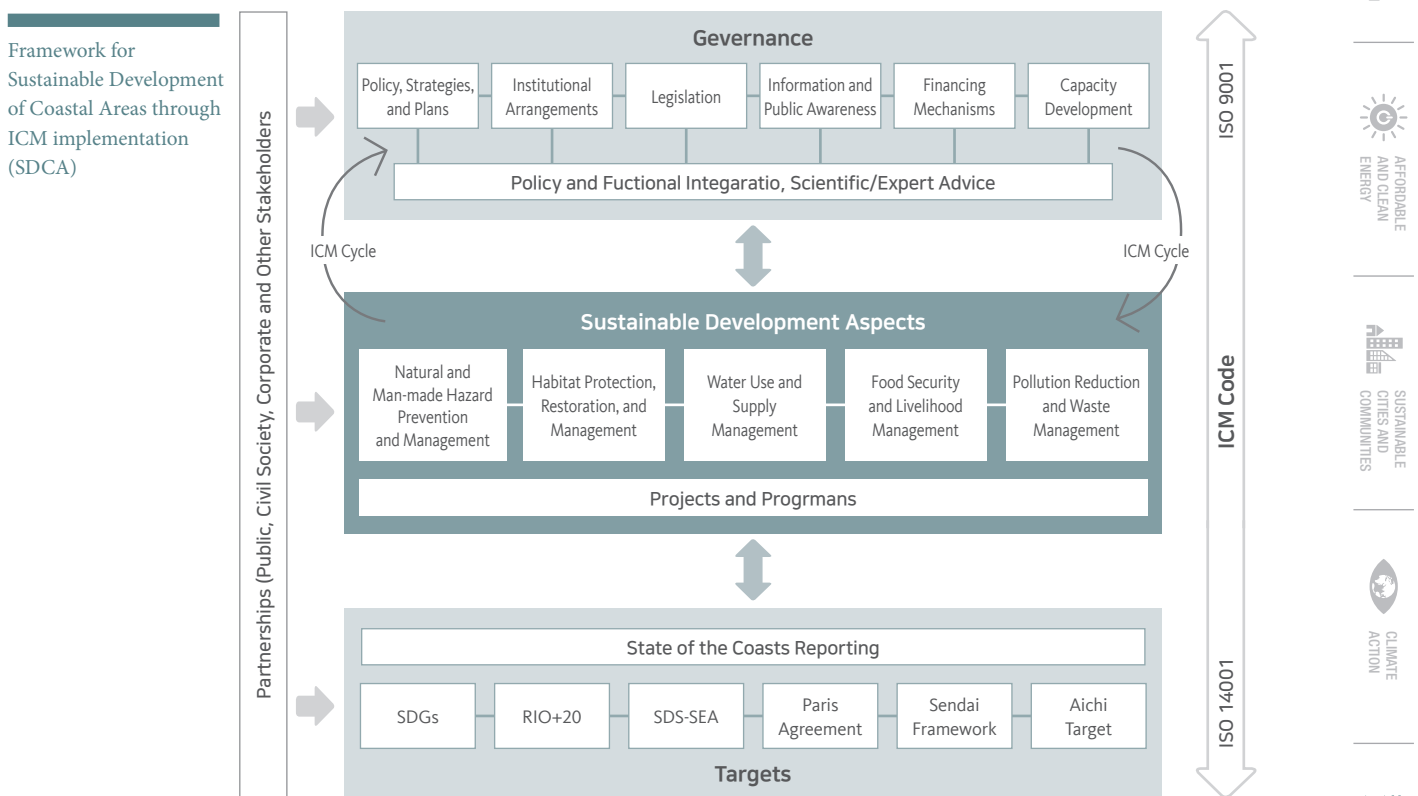 Framework for
Sustainable Development
of Coastal Areas through
ICM implementation
(SDCA)
Partnerships (Public, Civil Society, Corporate and Other Stakeholders
Gevernance
Policy, Strategies,
and Plans
Institutional
Arrangements
Legislation
Information and
Public Awareness
Financing
Mechanisms
Capacity
Development
Policy and Fuctional Integaratio, Scientific/Expert Advice
ICM Cycle
ICM Cycle
Sustainable Development Aspects
Natural and
Man-made Hazard
Prevention
and Management
Habitat Protection,
Restoration, and
Management
Water Use and
Supply
Management
Food Security
and Livelihood
Management
Pollution Reduction
and Waste
Management
Projects and Progrmans
State of the Coasts Reporting
SDGs
RIO+20
SDS-SEA
Paris
Agreement
Sendai
Framework
Aichi
Target
Targets
ISO 9001
ICM Code
ISO 14001
AFFORDABLE
AND CLEAN
ENERGY
SUSTAINABLE
CITIES AND
COMMUNITIES
CLIMATE
ACTION